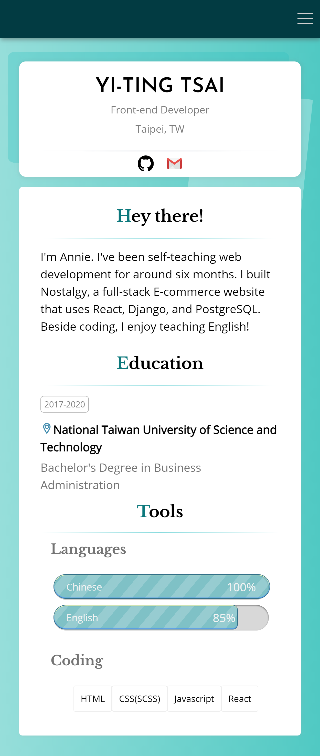 YI-TING TSAI
Front-end Developer
Taipei, TW
Hey there!
I'm Annie. I've been self-teaching web
development for around six months. I built
Nostalgy, a full-stack E-commerce website
that uses React, Django, and PostgreSQL.
Beside coding, I enjoy teaching English!
Education
2017-2020
National Taiwan University of Science and
Technology
Bachelor's Degree in Business
Administration
Tools
Languages
Chinese 100%
English 85%
Coding
HTML CSS(SCSS) Javascript React